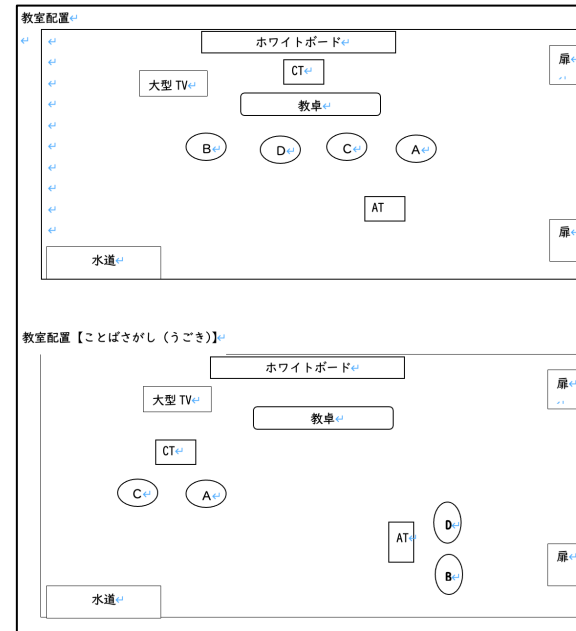 教室配置
ホワイトボード
扉
CT
大型 TV
教卓
B
D
C
A
AT
扉
水道
教室配置【ことばさがし（うごき）】
ホワイトボード
扉
大型 TV
教卓
CT
C
A
D
AT
扉
B
水道